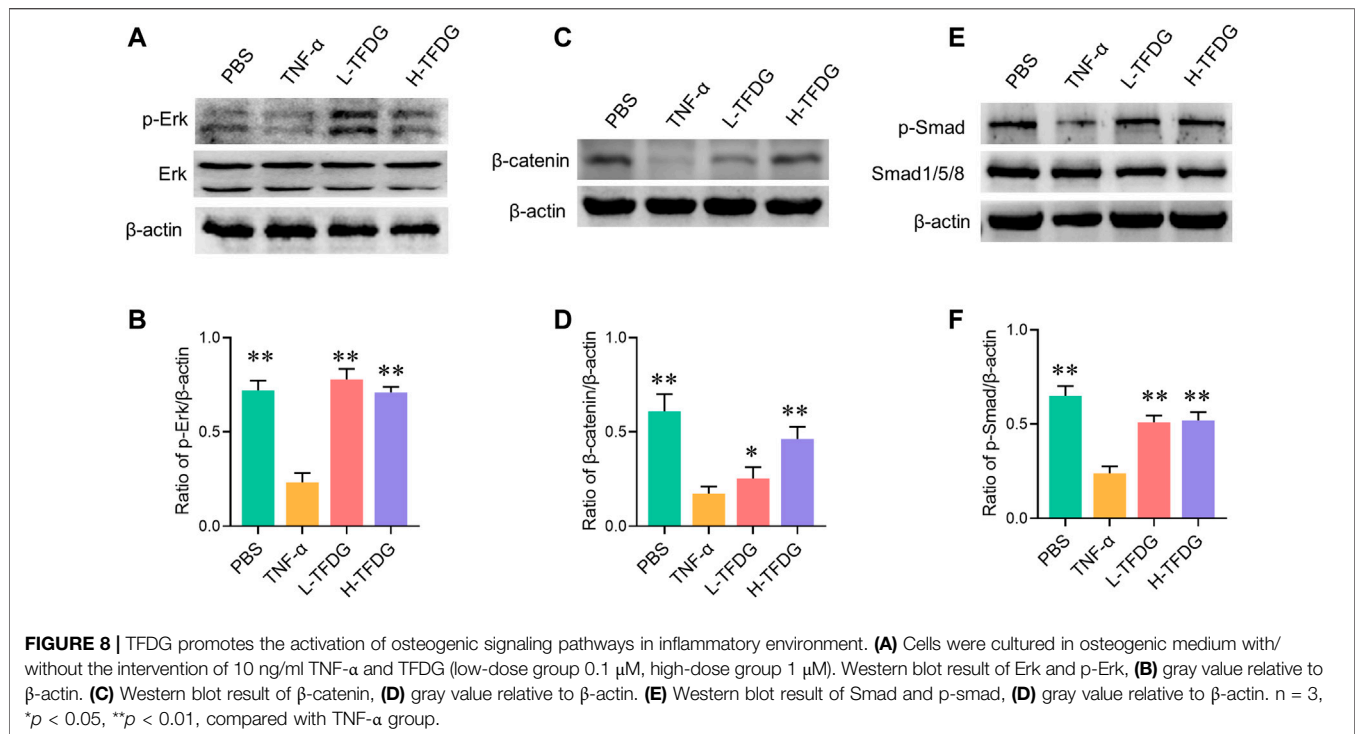 A
PBS
TNF-α
L-TFDG
H-TFDG
p-Erk
Erk
β-actin
C
PBS
TNF-α
L-TFDG
H-TFDG
β-catenin
β-actin
E
PBS
TNF-α
L-TFDG
H-TFDG
p-Smad
Smad1/5/8
β-actin
B
Ratio of p-Erk/β-actin
1.0
0.5
0.0
**
**
**
PBS
TNF-α
L-TFDG
H-TFDG
D
Ratio of β-catenin/β-actin
1.0
0.5
0.0
**
*
**
PBS
TNF-α
L-TFDG
H-TFDG
F
Ratio of p-Smad/β-actin
1.0
0.5
0.0
**
**
**
PBS
TNF-α
L-TFDG
H-TFDG
FIGURE 8 | TFDG promotes the activation of osteogenic signaling pathways in inflammatory environment. (A) Cells were cultured in osteogenic medium with/
without the intervention of 10 ng/ml TNF-α and TFDG (low-dose group 0.1 μM, high-dose group 1 μM). Western blot result of Erk and p-Erk, (B) gray value relative to
β-actin. (C) Western blot result of β-catenin, (D) gray value relative to β-actin. (E) Western blot result of Smad and p-smad, (D) gray value relative to β-actin. n = 3,
*p < 0.05, **p < 0.01, compared with TNF-α group.